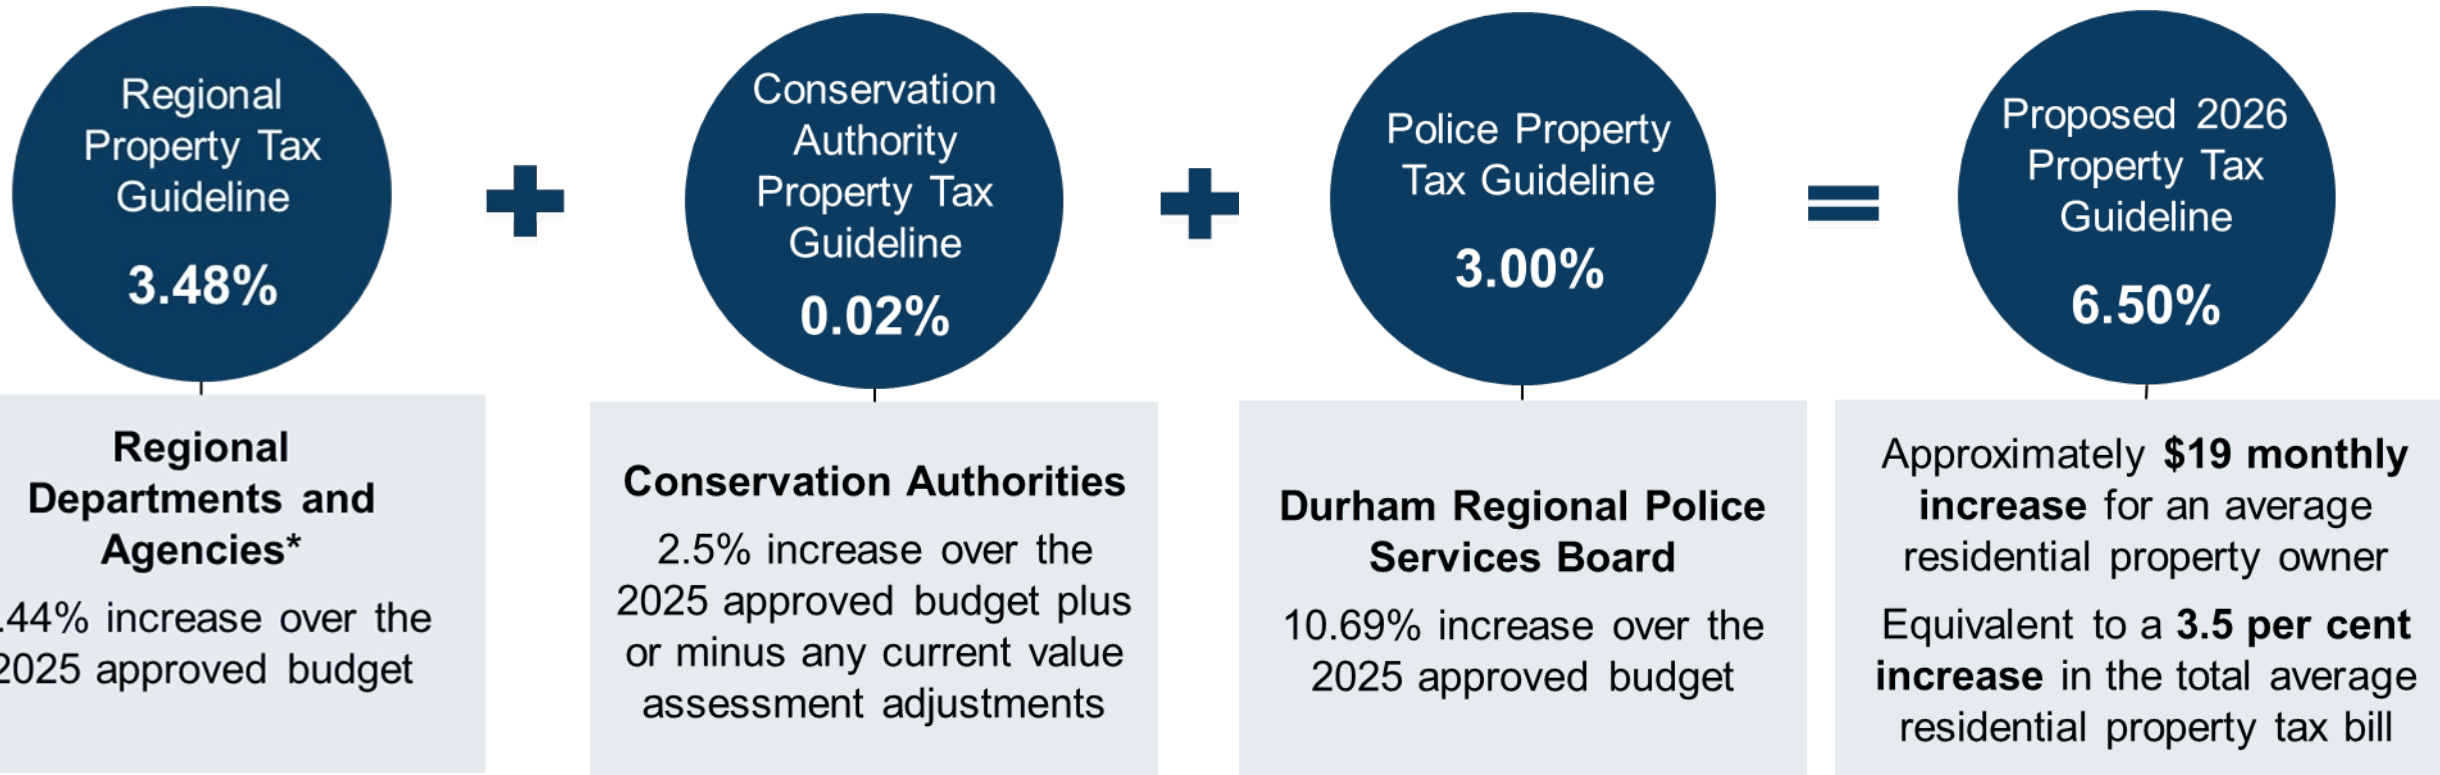 Regional
Property Tax
Guideline
3.48%
Conservation
Authority
Property Tax
Guideline
0.02%
Police Property
Tax Guideline
3.00%
Proposed 2026
Property Tax
Guideline
6.50%
Regional
Departments and
Agencies*
.44% increase over the
2025 approved budget
Conservation Authorities
2.5% increase over the
2025 approved budget plus
or minus any current value
assessment adjustments
Durham Regional Police
Services Board
10.69% increase over the
2025 approved budget
Approximately $19 monthly
increase for an average
residential property owner
Equivalent to a 3.5 per cent
increase in the total average
residential property tax bill